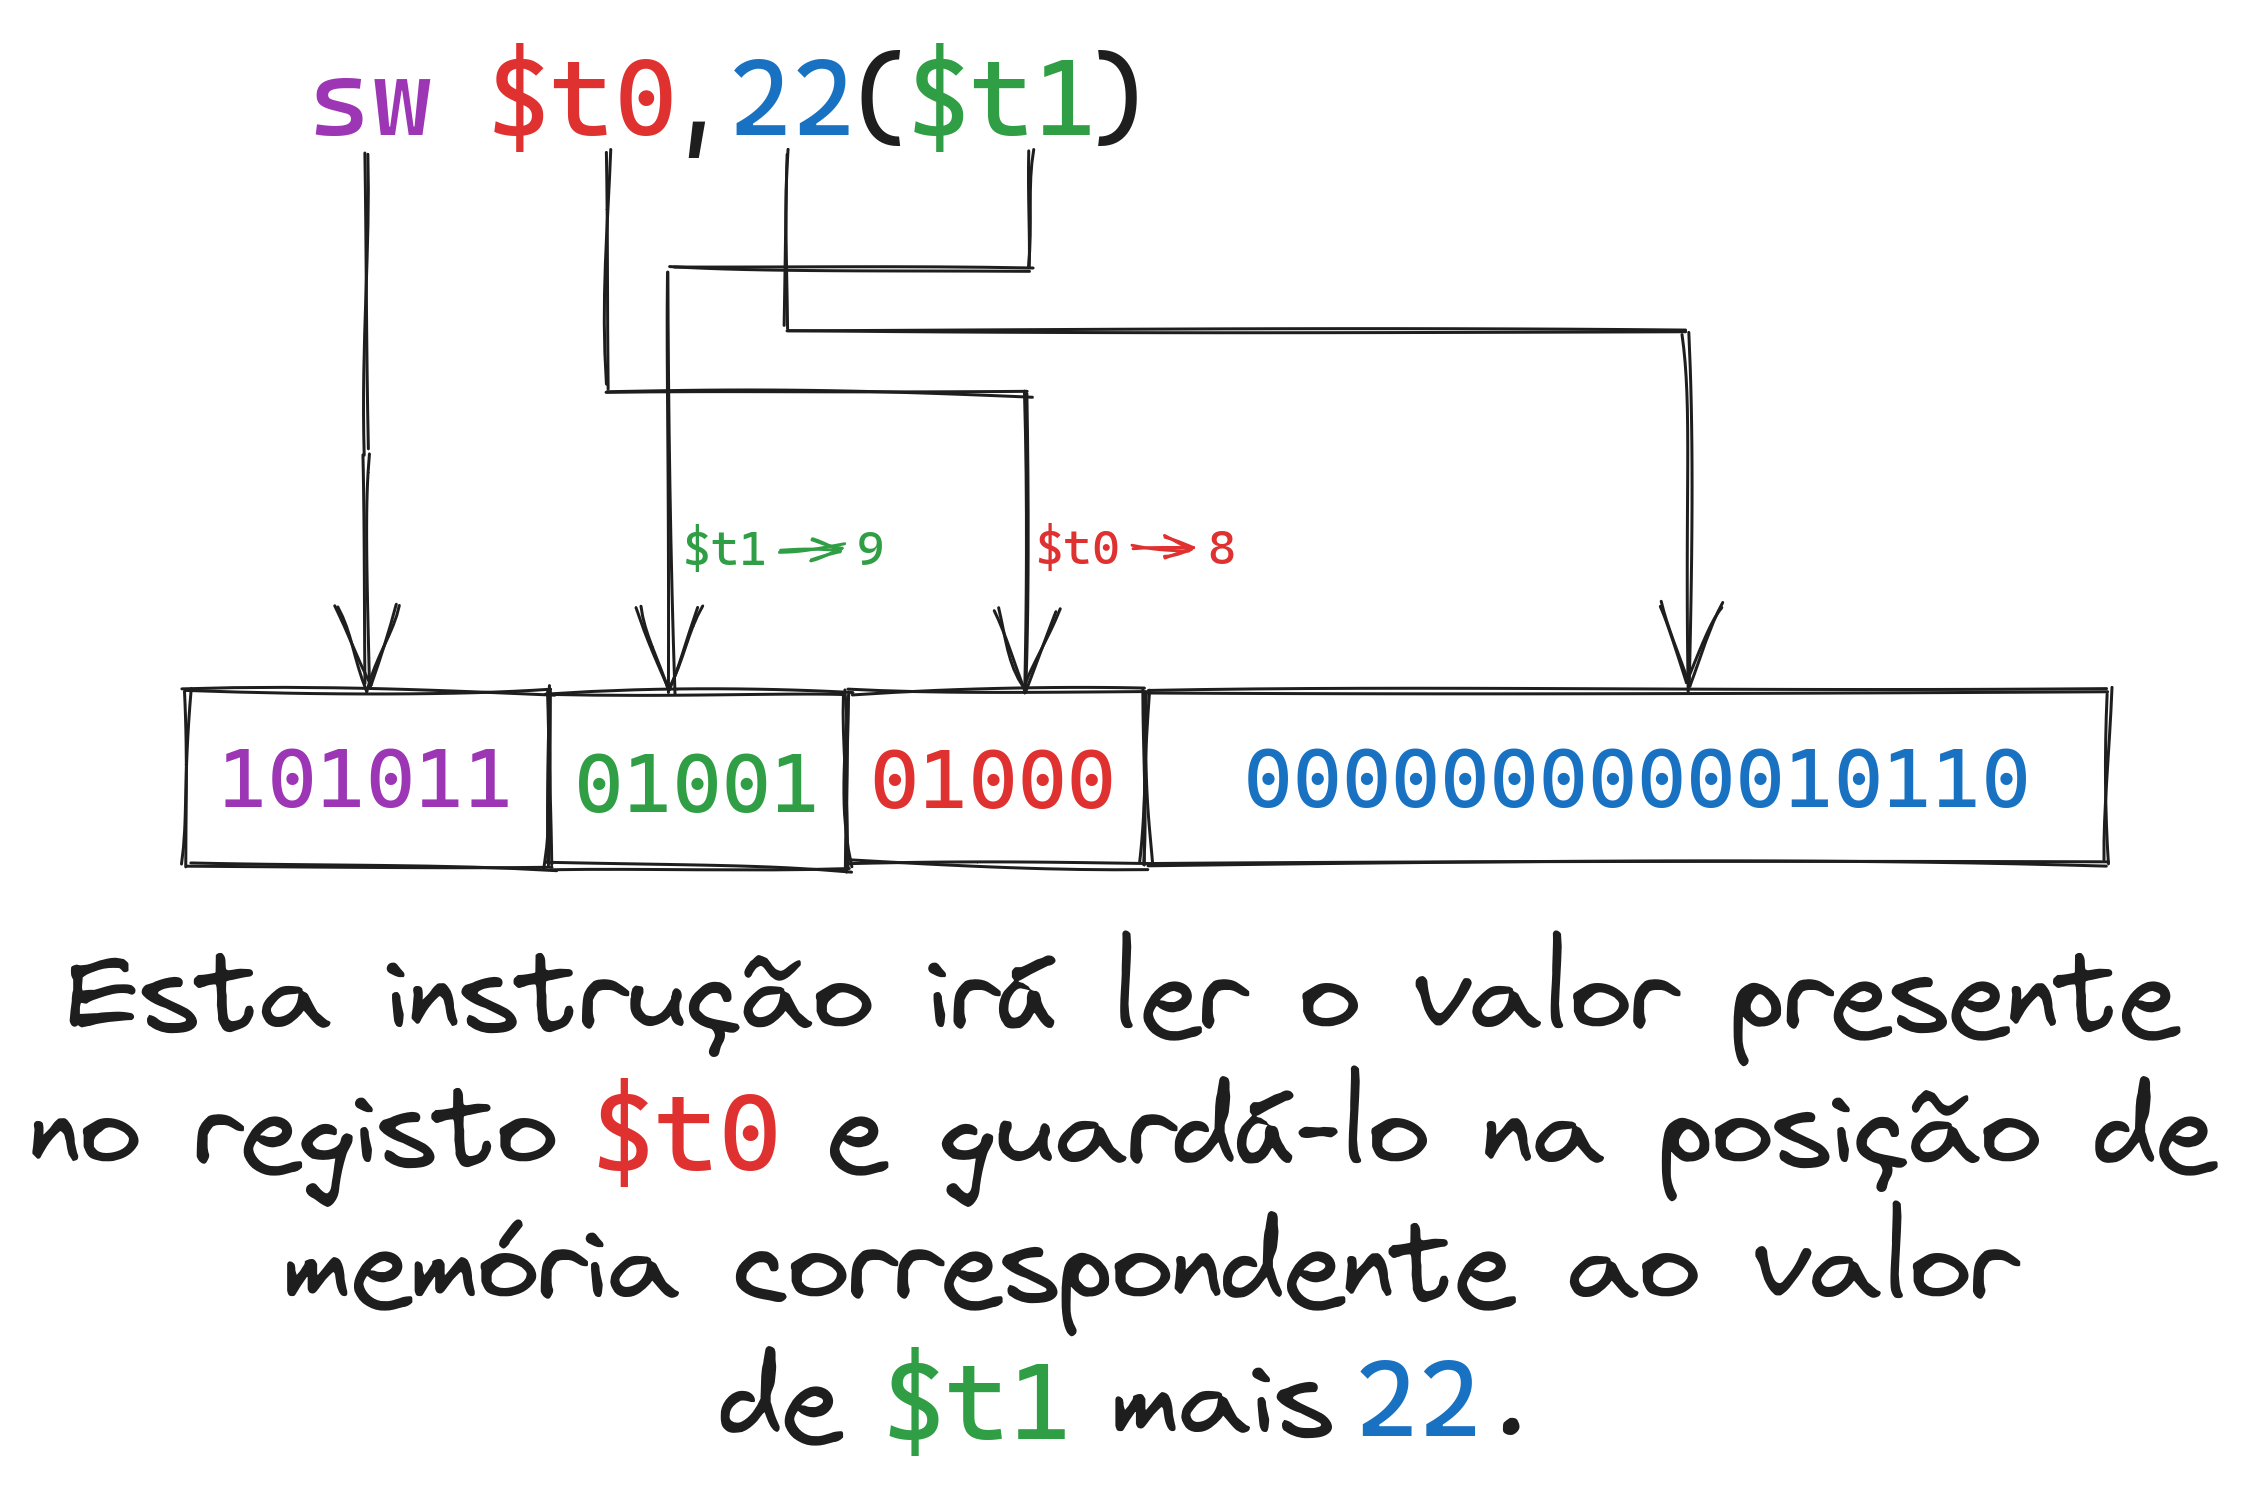 sw $t0,22($t1)
$t1 → 9
$t0 → 8
101011 01001 01000 0000000000010110
Esta instrução irá ler o valor presente
no registo $t0 e guardá-lo na posição de
memória correspondente ao valor
de $t1 mais 22.